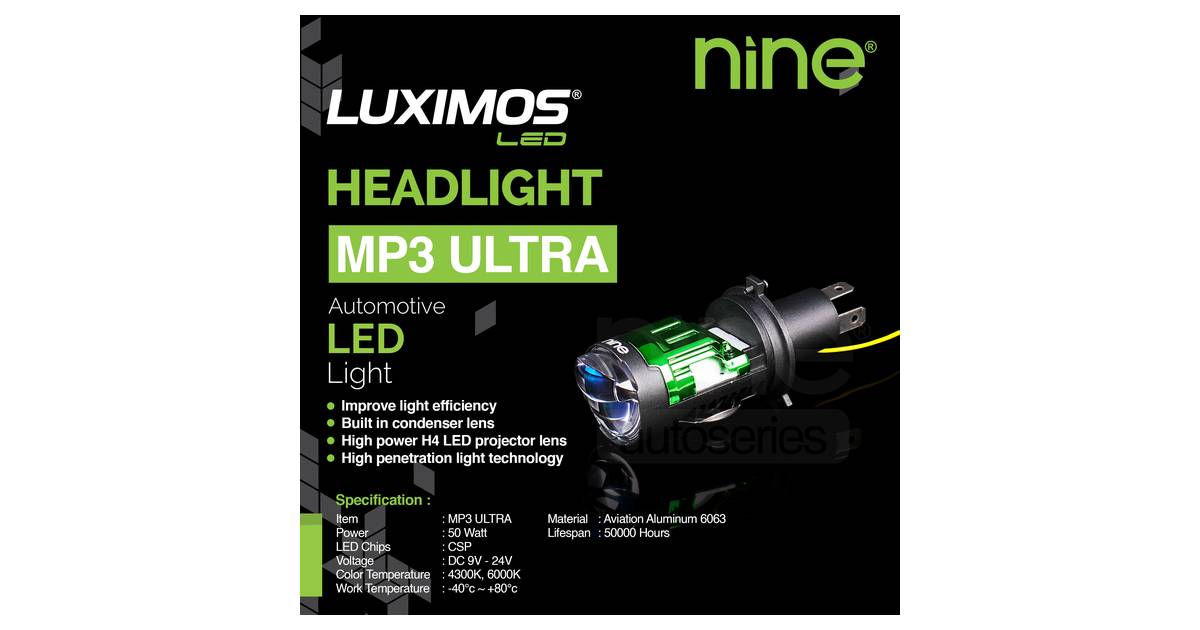 nine®
LUXIMOS®
LED
HEADLIGHT
MP3 ULTRA
Automotive
LED
Light
Improve light efficiency
Built in condenser lens
High power H4 LED projector lens
High penetration light technology
nine
nine®
autoseries
Specification :
Item : MP3 ULTRA
Power : 50 Watt
LED Chips : CSP
Voltage : DC 9V - 24V
Color Temperature : 4300K, 6000K
Work Temperature : -40°c ~ +80°c
Material : Aviation Aluminum 6063
Lifespan : 50000 Hours